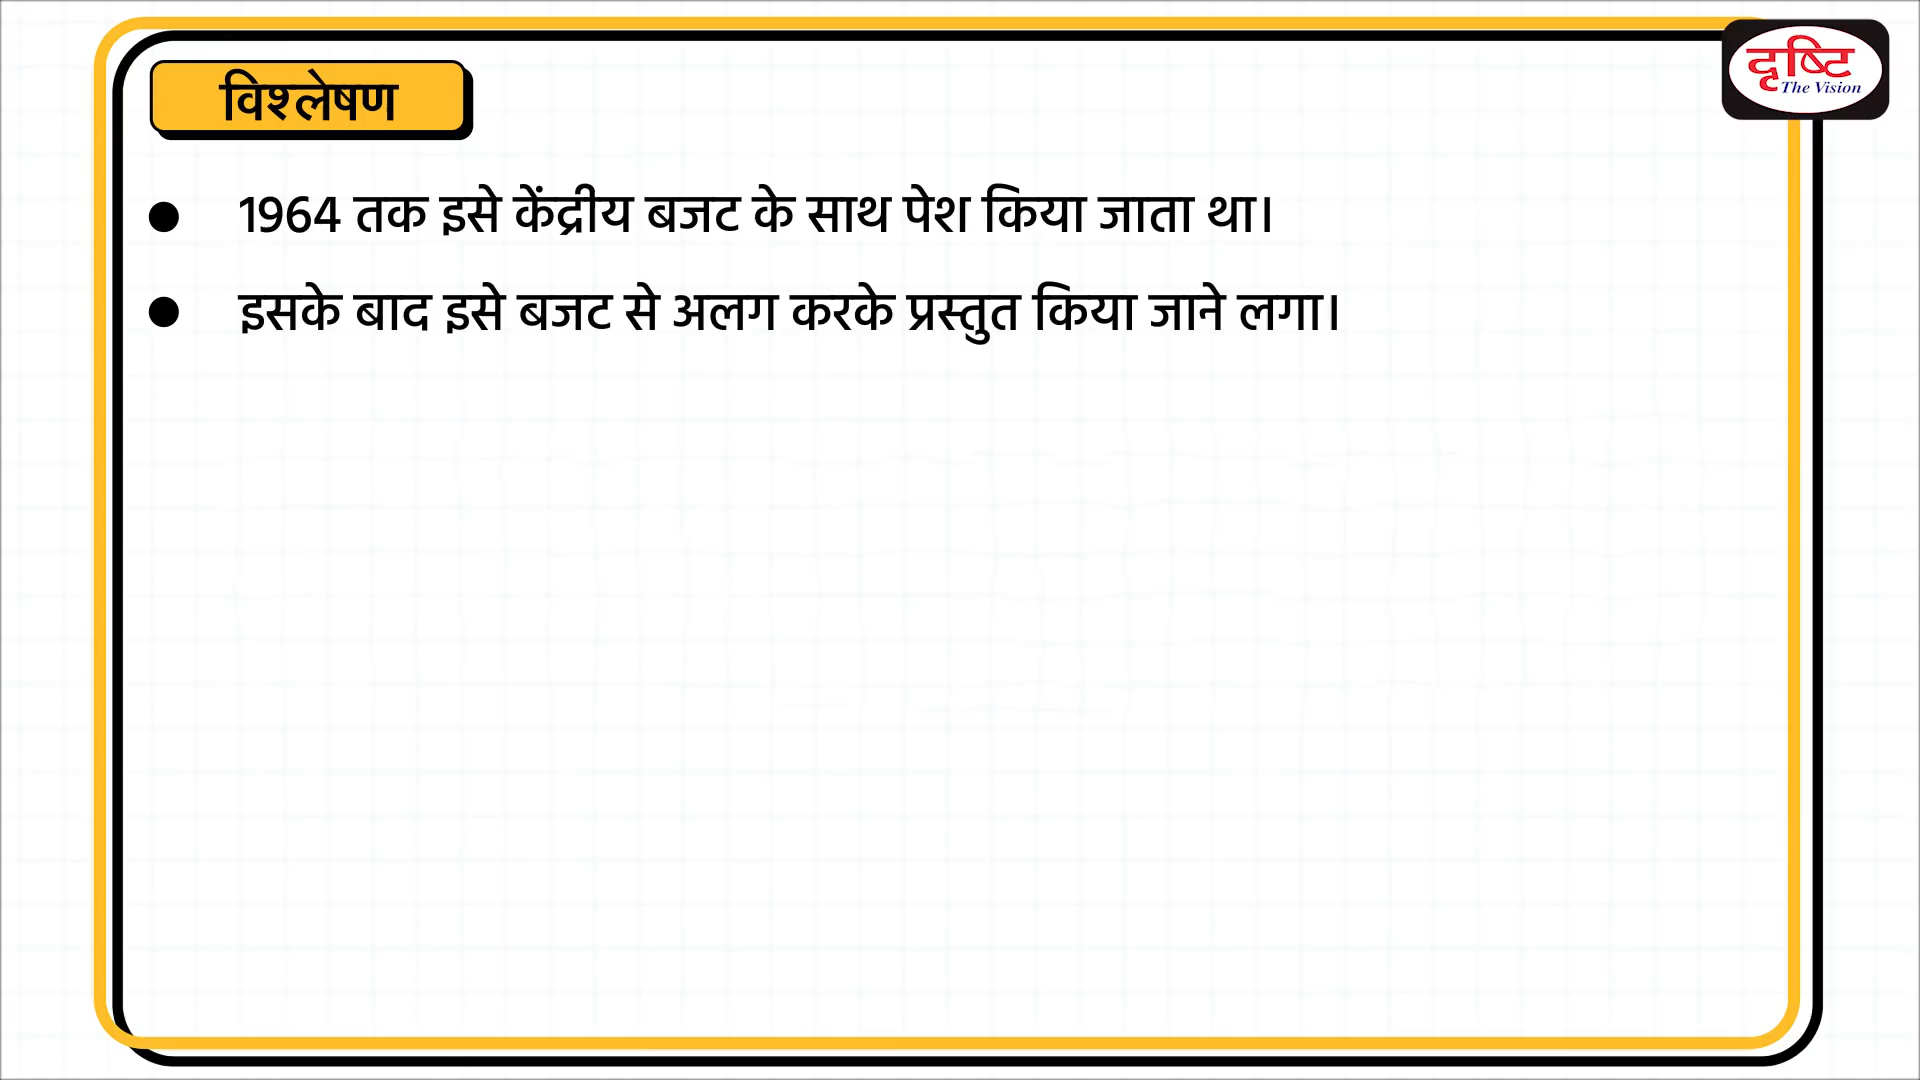 विश्लेषण
दृष्टि
The Vision
● 1964 तक इसे केंद्रीय बजट के साथ पेश किया जाता था।
● इसके बाद इसे बजट से अलग करके प्रस्तुत किया जाने लगा।